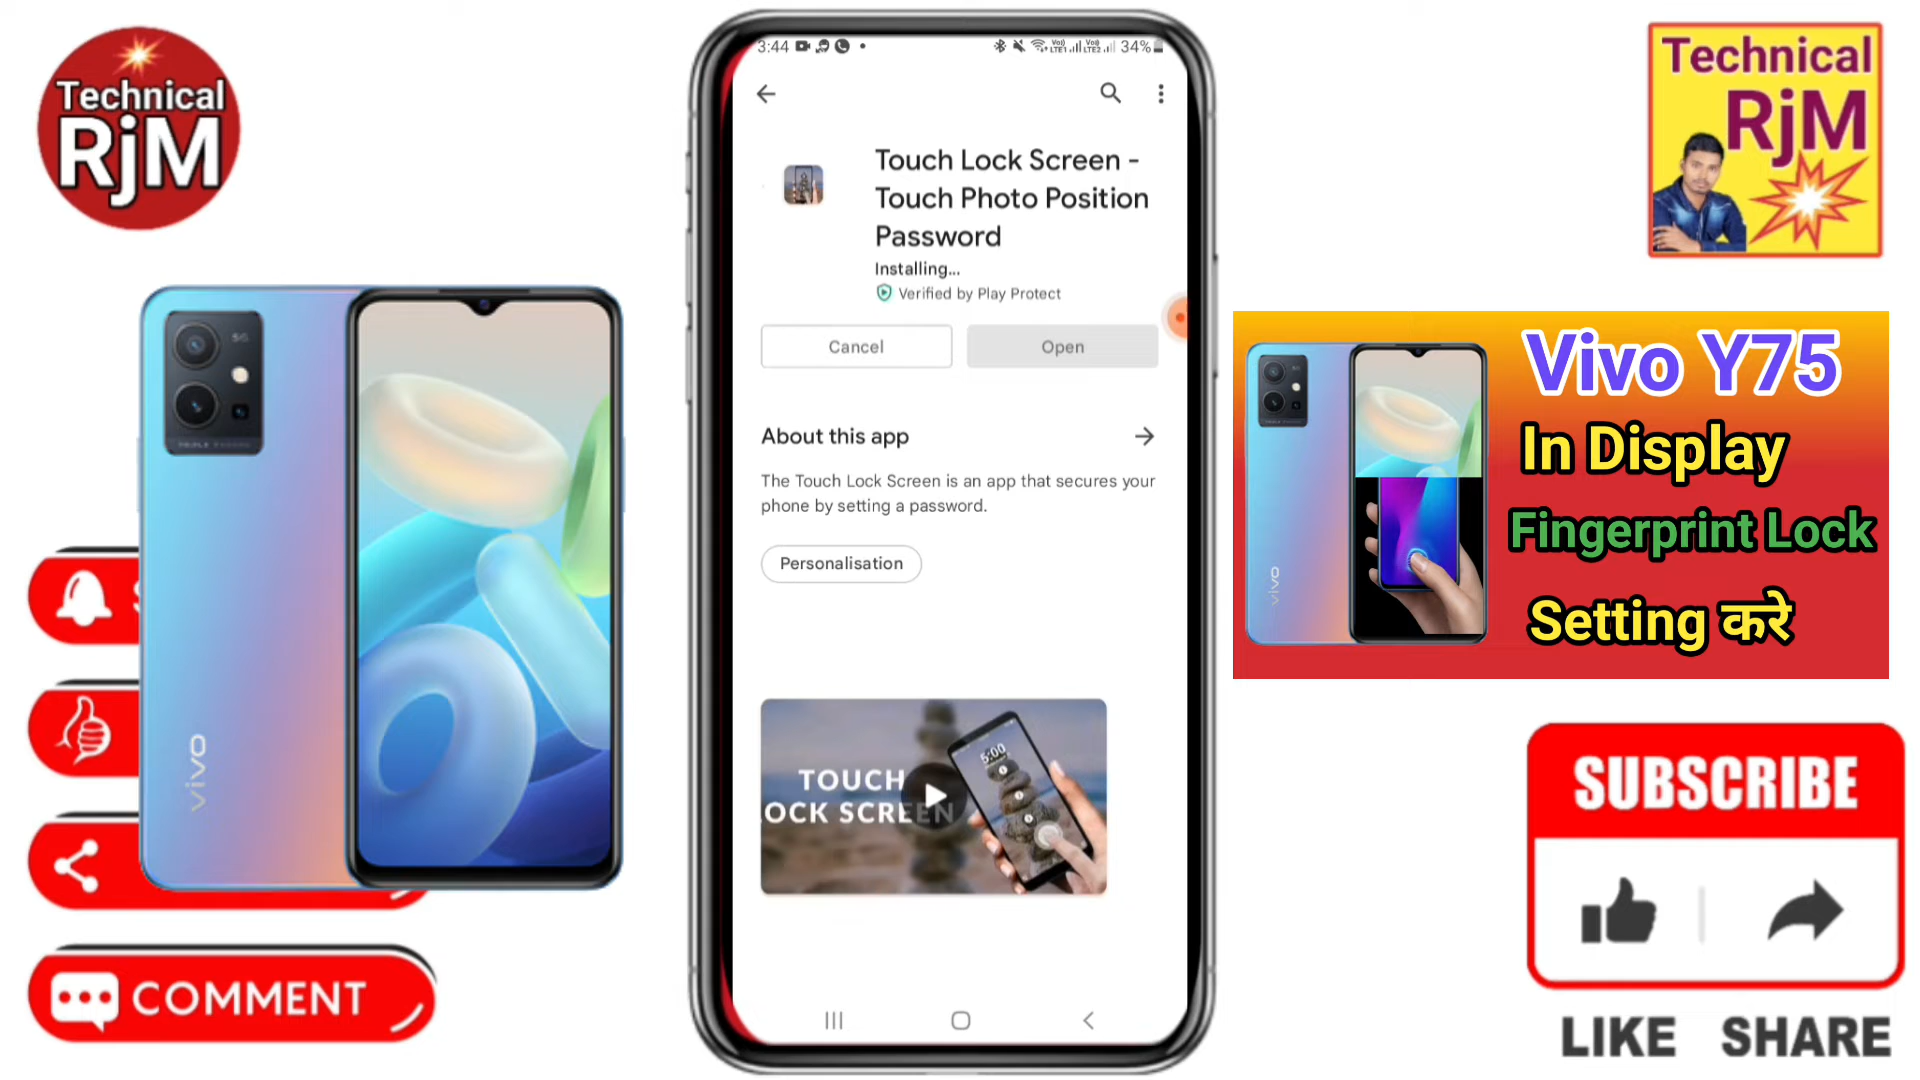 Technical
RjM
5G
vivo
COMMENT
3:44
34%
Touch Lock Screen -
Touch Photo Position
Password
Installing...
Verified by Play Protect
Cancel
Open
About this app
The Touch Lock Screen is an app that secures your
phone by setting a password.
Personalisation
TOUCH
OCK SCREEN
5:00
Technical
RjM
Vivo Y75
In Display
Fingerprint Lock
Setting करे
vivo
SUBSCRIBE
LIKE SHARE